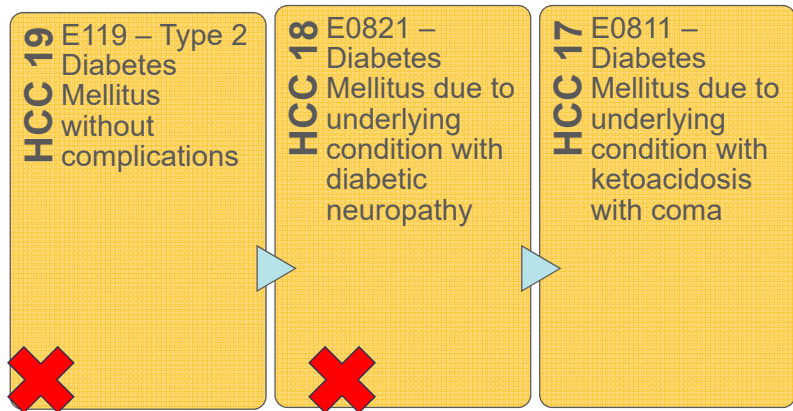 HCC 19
E119 – Type 2
Diabetes
Mellitus
without
complications
HCC 18
E0821 –
Diabetes
Mellitus due to
underlying
condition with
diabetic
neuropathy
HCC 17
E0811 –
Diabetes
Mellitus due to
underlying
condition with
ketoacidosis
with coma